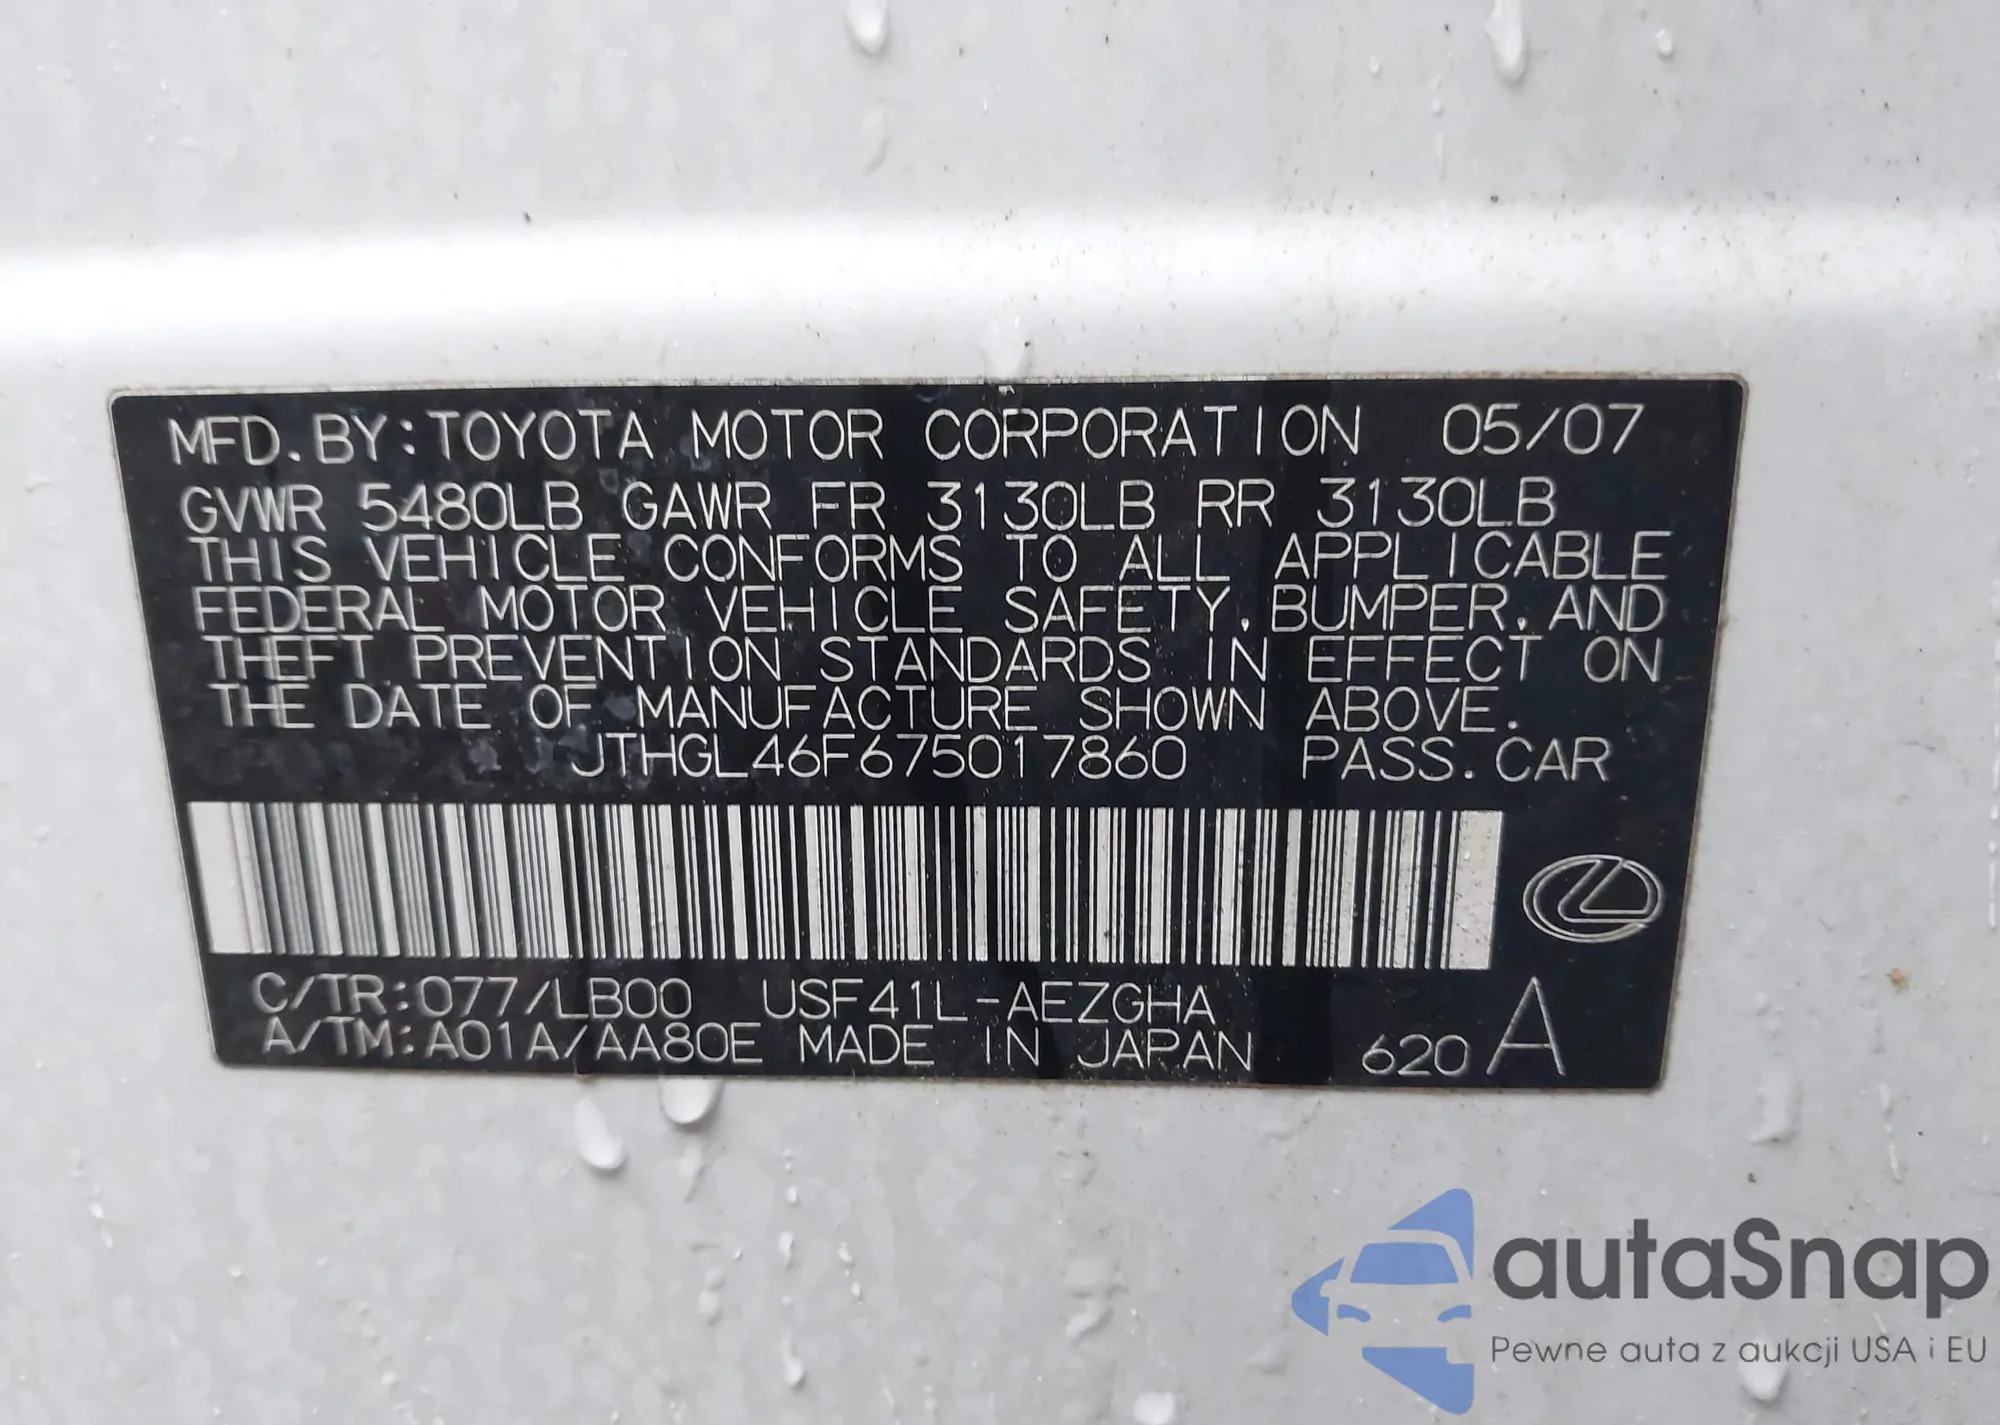 MFD. BY: TOYOTA MOTOR CORPORATION 05/07
GVWR 5480LB GAWR FR 3130LB RR 3130LB
THIS VEHICLE CONFORMS TO ALL APPLICABLE
FEDERAL MOTOR VEHICLE SAFETY, BUMPER, AND
THEFT PREVENTION STANDARDS IN EFFECT ON
THE DATE OF MANUFACTURE SHOWN ABOVE.
JTHGL46F675017860 PASS. CAR
C/TR: 077/LB00 USF41L-AEZGHA
A/TM: A01A/AA80E MADE IN JAPAN 620 A
autaSnap
Pewne auta z aukcji USA i EU